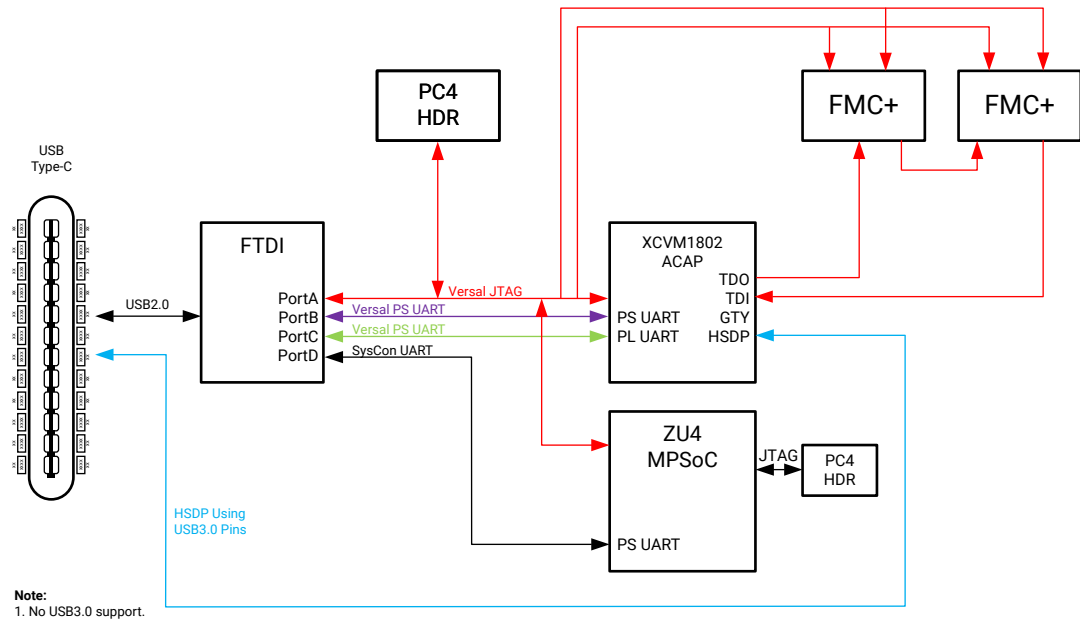 PC4
HDR
FMC+
FMC+
USB
Type-C
FTDI
XCVM1802
ACAP
TDO
TDI
GTY
HSDP
PS UART
PL UART
PortA
PortB
PortC
PortD
USB2.0
Versal JTAG
Versal PS UART
Versal PS UART
SysCon UART
ZU4
MPSoC
JTAG
PC4
HDR
PS UART
HSDP Using
USB3.0 Pins
Note:
1. No USB3.0 support.